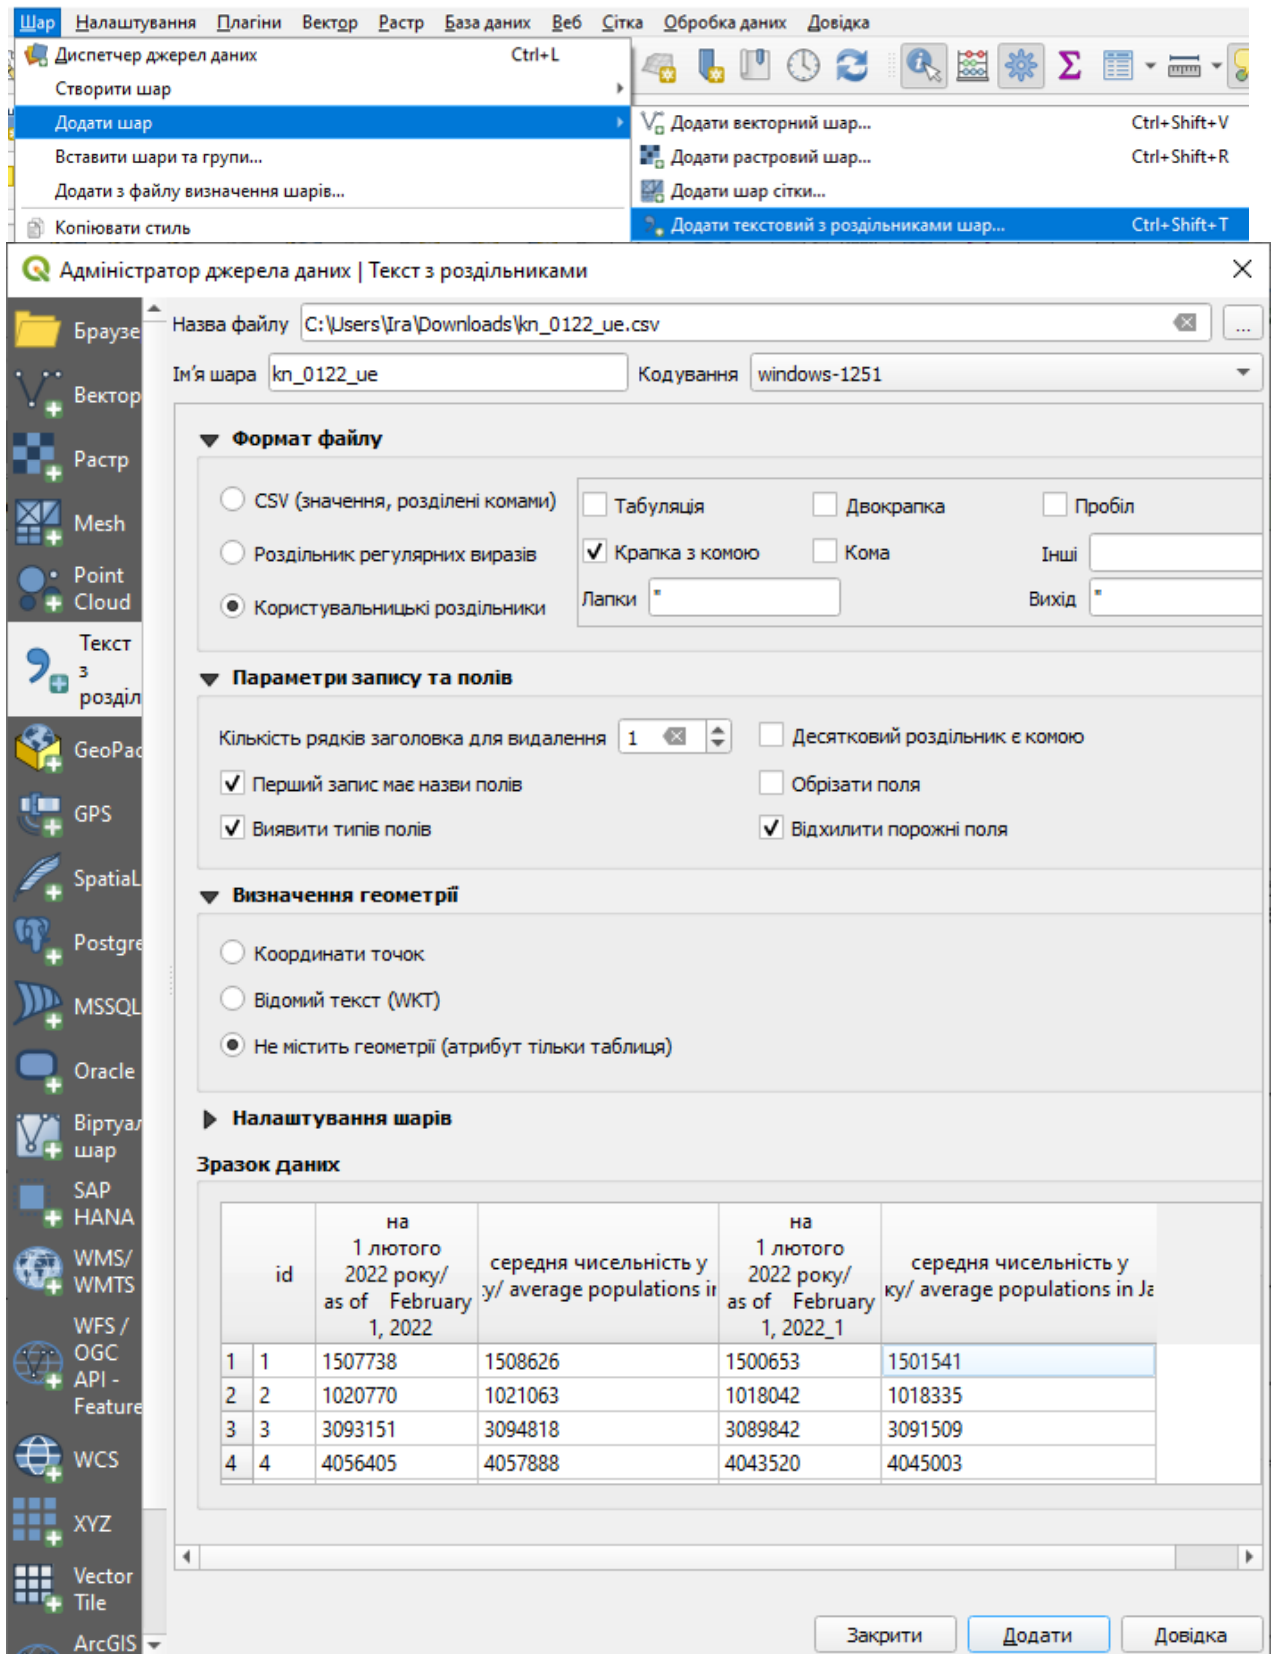 Шар Налаштування Плагіни Вектор Растр База даних Веб Сітка Обробка даних Довідка
Диспетчер джерел даних Ctrl+L
Створити шар
Додати шар
Вставити шари та групи...
Додати з файлу визначення шарів...
Копіювати стиль
Додати векторний шар... Ctrl+Shift+V
Додати растровий шар... Ctrl+Shift+R
Додати шар сітки...
Додати текстовий з роздільниками шар... Ctrl+Shift+T
Адміністратор джерела даних | Текст з роздільниками
Браузе
Вектор
Растр
Mesh
Point
Cloud
Текст
з
розділ
GeoPac
GPS
SpatiaL
Postgre
MSSQL
Oracle
Віртуал
шар
SAP
HANA
WMS/
WMTS
WFS /
OGC
API -
Feature
WCS
XYZ
Vector
Tile
ArcGIS
Назва файлу C:\Users\Ira\Downloads\kn_0122_ue.csv ...
Ім'я шара kn_0122_ue Кодування windows-1251
Формат файлу
CSV (значення, розділені комами)
Роздільник регулярних виразів
Користувальницькі роздільники
Табуляція Двокрапка Пробіл
Крапка з комою Кома Інші
Лапки " Вихід "
Параметри запису та полів
Кількість рядків заголовка для видалення 1 Десятковий роздільник є комою
Перший запис має назви полів Обрізати поля
Виявити типів полів Відхилити порожні поля
Визначення геометрії
Координати точок
Відомий текст (WKT)
Не містить геометрії (атрибут тільки таблиця)
Налаштування шарів
Зразок даних
id
на
1 лютого
2022 року/
as of February
1, 2022
середня чисельність у
у/ average populations in
на
1 лютого
2022 року/
as of February
1, 2022_1
середня чисельність у
ку/ average populations in Ja
1 1 1507738 1508626 1500653 1501541
2 2 1020770 1021063 1018042 1018335
3 3 3093151 3094818 3089842 3091509
4 4 4056405 4057888 4043520 4045003
Закрити Додати Довідка